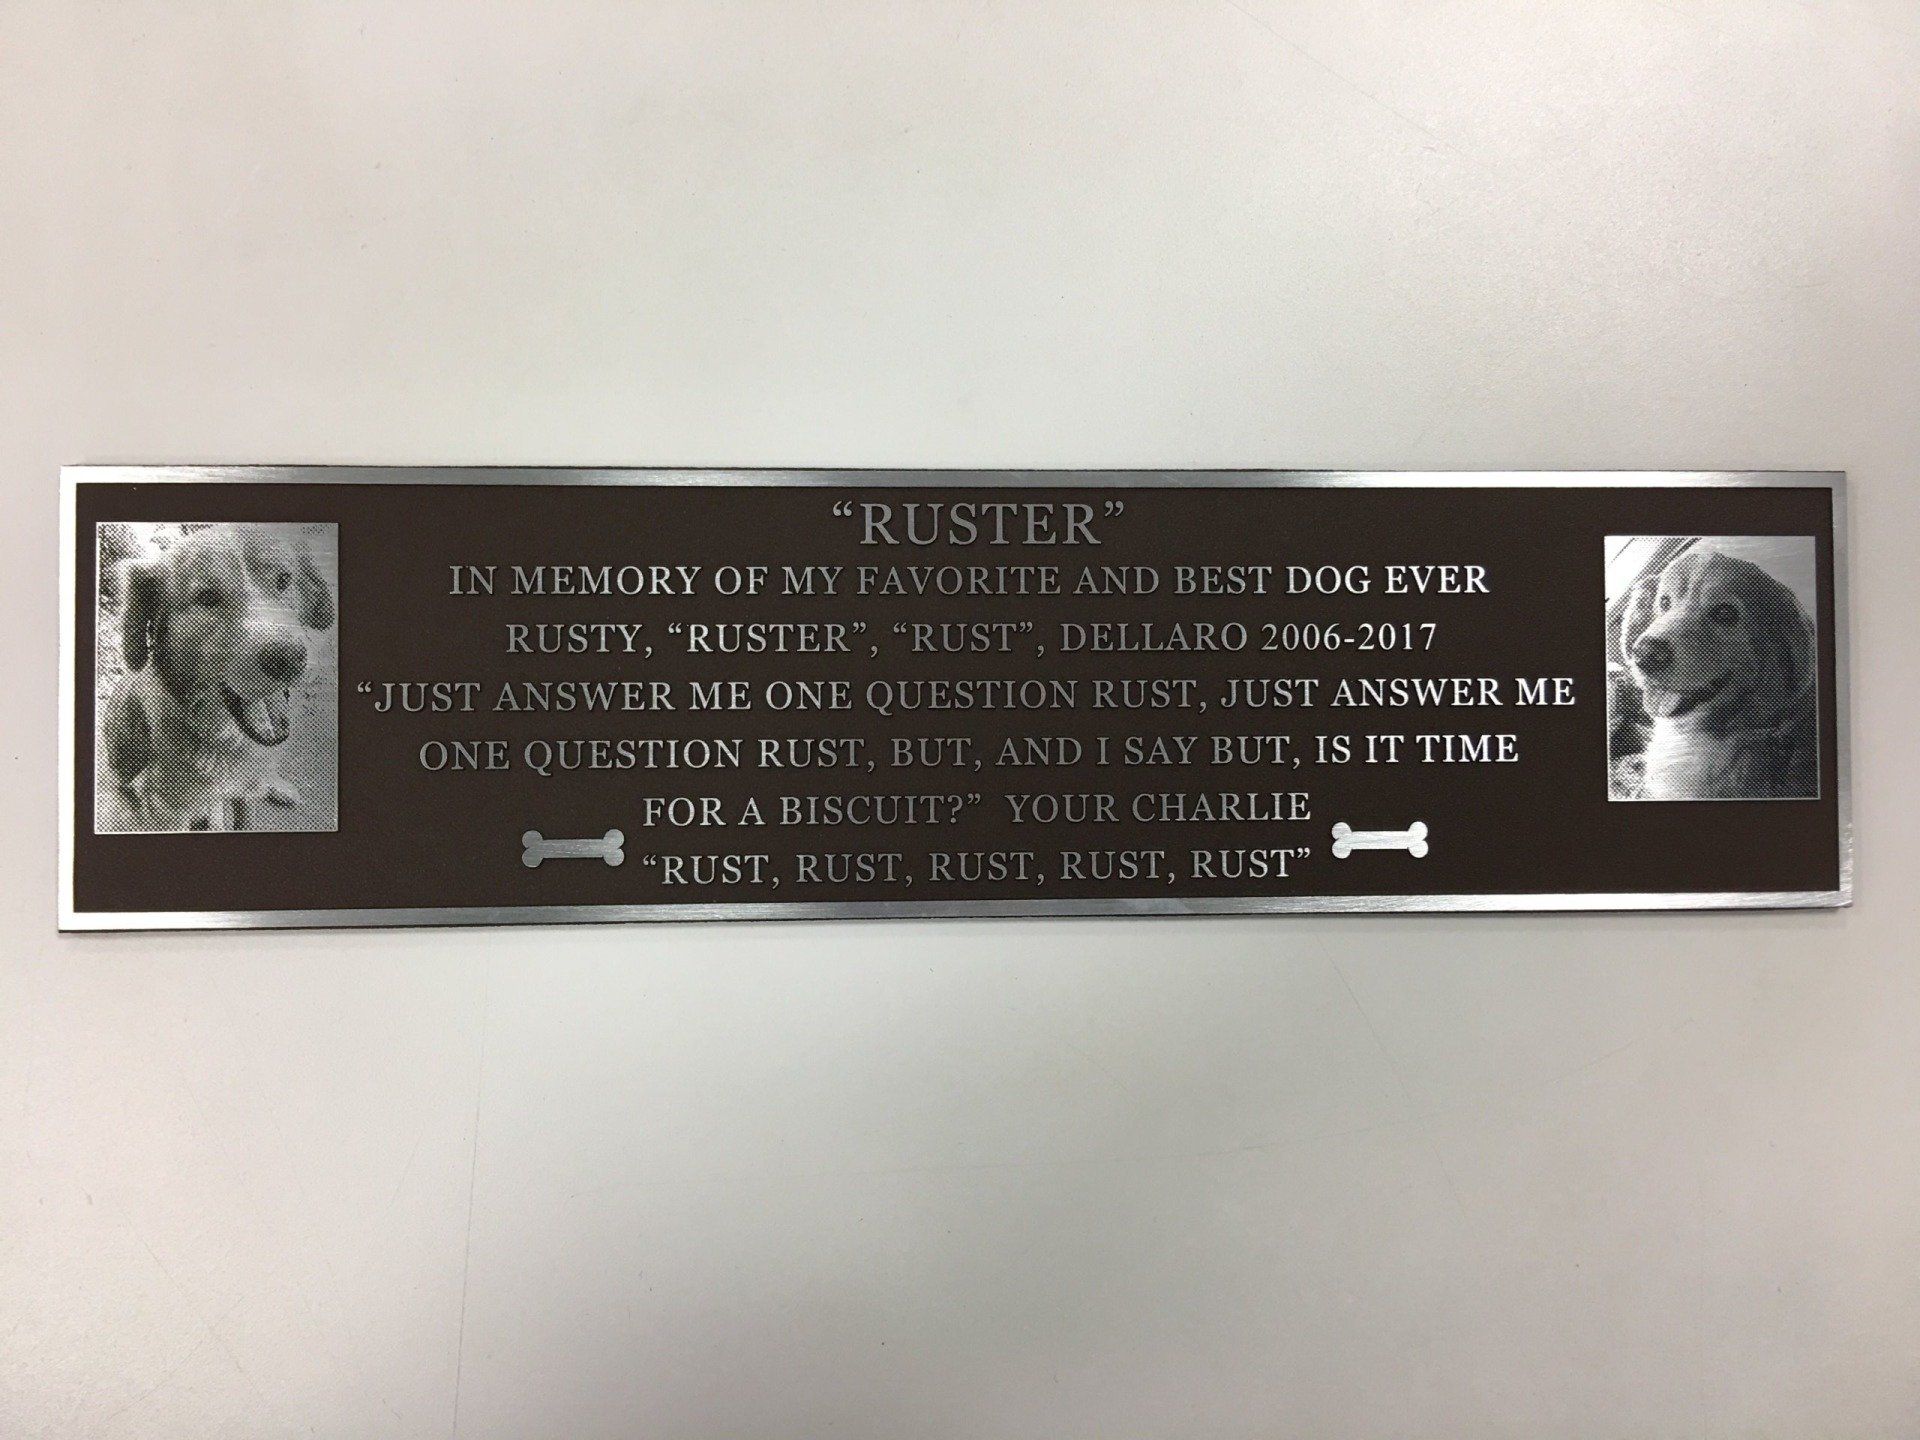 “RUSTER”
IN MEMORY OF MY FAVORITE AND BEST DOG EVER
RUSTY, “RUSTER”, “RUST”, DELLARO 2006-2017
“JUST ANSWER ME ONE QUESTION RUST, JUST ANSWER ME
ONE QUESTION RUST, BUT, AND I SAY BUT, IS IT TIME
FOR A BISCUIT?” YOUR CHARLIE
“RUST, RUST, RUST, RUST, RUST”